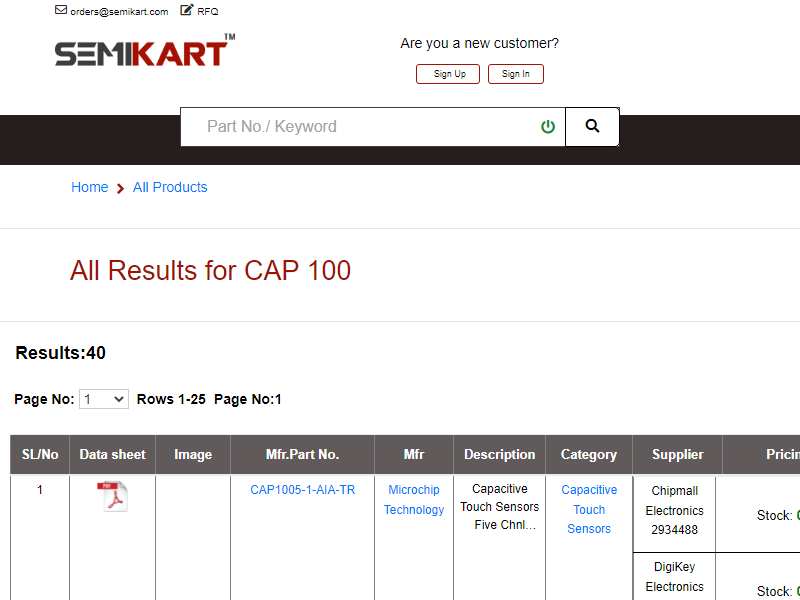 orders@semikart.com RFQ
SEMIKART™
Are you a new customer?
Sign Up Sign In
Part No./ Keyword
Home All Products
All Results for CAP 100
Results:40
Page No: 1 Rows 1-25 Page No:1
SL/No Data sheet Image Mfr.Part No. Mfr Description Category Supplier
1 PDF CAP1005-1-AIA-TR Microchip Technology Capacitive Touch Sensors Five Chnl... Capacitive Touch Sensors Chipmall Electronics 2934488 Stock:
DigiKey Electronics Stock: